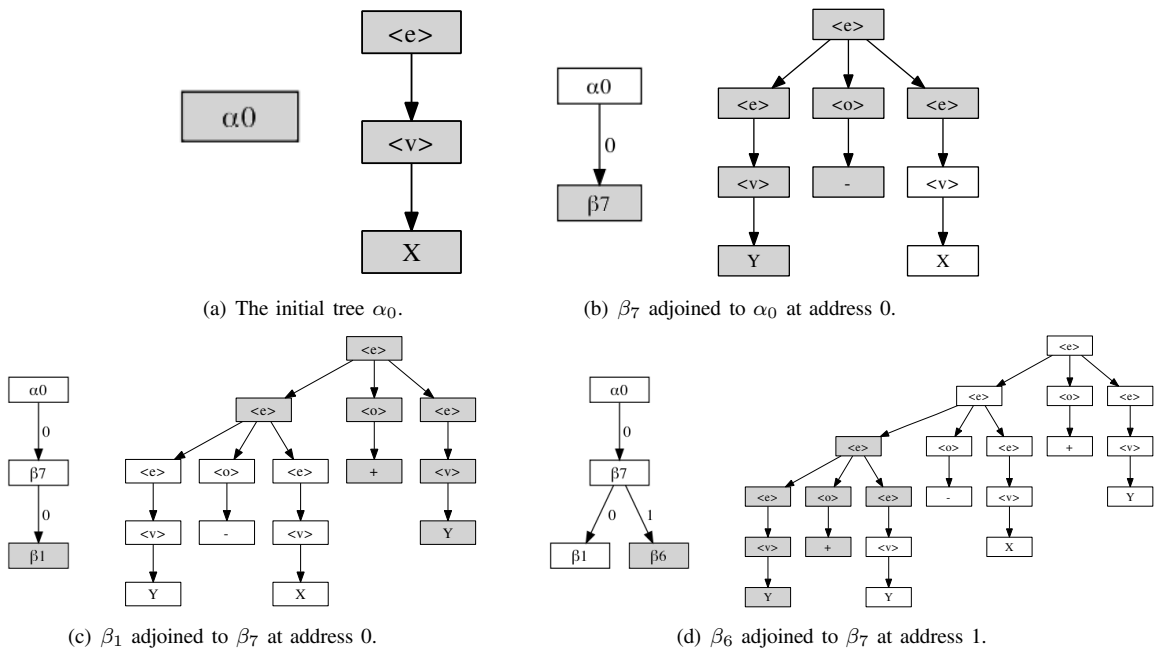 <e>
α0
<v>
X
(a) The initial tree α₀.
<e>
α0
<e> <o> <e>
0
<v> - <v>
β7
Y X
(b) β₇ adjoined to α₀ at address 0.
<e>
α0
<e> <o> <e>
0
β7
<e> <o> <e> + <v>
0
<v> - <v> Y
β1
Y X
(c) β₁ adjoined to β₇ at address 0.
<e>
α0
<e> <o> <e>
0
<e> <o> <e> + <v>
β7
<e> <o> <e> - <v> Y
0 1
β1 β6
<v> + <v> X
Y Y
(d) β₆ adjoined to β₇ at address 1.